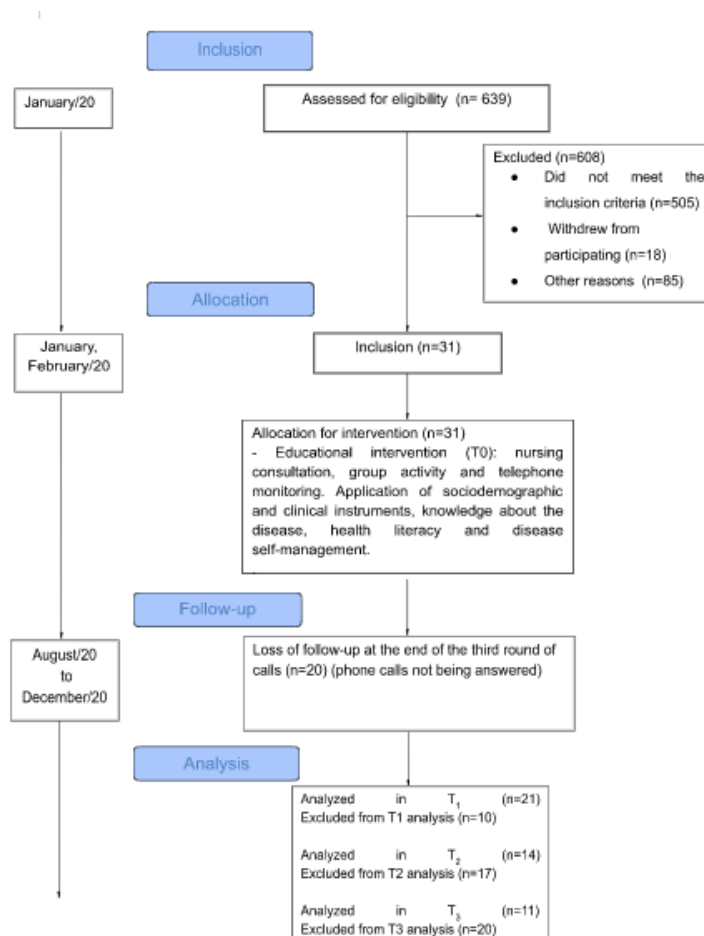 Inclusion
January/20
Assessed for eligibility (n= 639)
Excluded (n=608)
● Did not meet the
inclusion criteria (n=505)
● Withdrew from
participating (n=18)
● Other reasons (n=85)
Allocation
January,
February/20
Inclusion (n=31)
Allocation for intervention (n=31)
- Educational intervention (T0): nursing
consultation, group activity and telephone
monitoring. Application of sociodemographic
and clinical instruments, knowledge about the
disease, health literacy and disease
self-management.
Follow-up
August/20
to
December/20
Loss of follow-up at the end of the third round of
calls (n=20) (phone calls not being answered)
Analysis
Analyzed in T1 (n=21)
Excluded from T1 analysis (n=10)
Analyzed in T2 (n=14)
Excluded from T2 analysis (n=17)
Analyzed in T3 (n=11)
Excluded from T3 analysis (n=20)